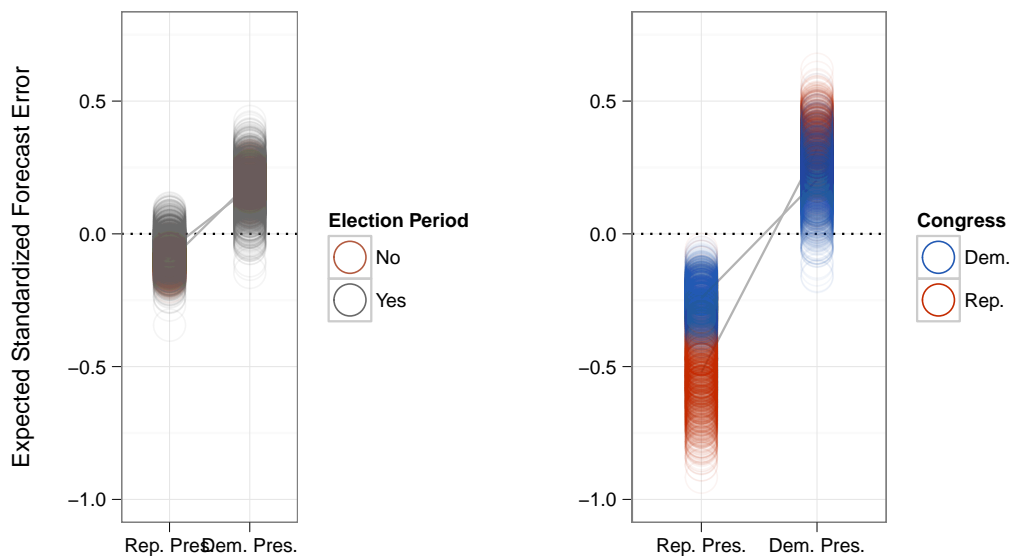 Expected Standardized Forecast Error
0.5
0.0
−0.5
−1.0
Rep. Pres.
Dem. Pres.
Election Period
No
Yes
0.5
0.0
−0.5
−1.0
Rep. Pres.
Dem. Pres.
Congress
Dem.
Rep.